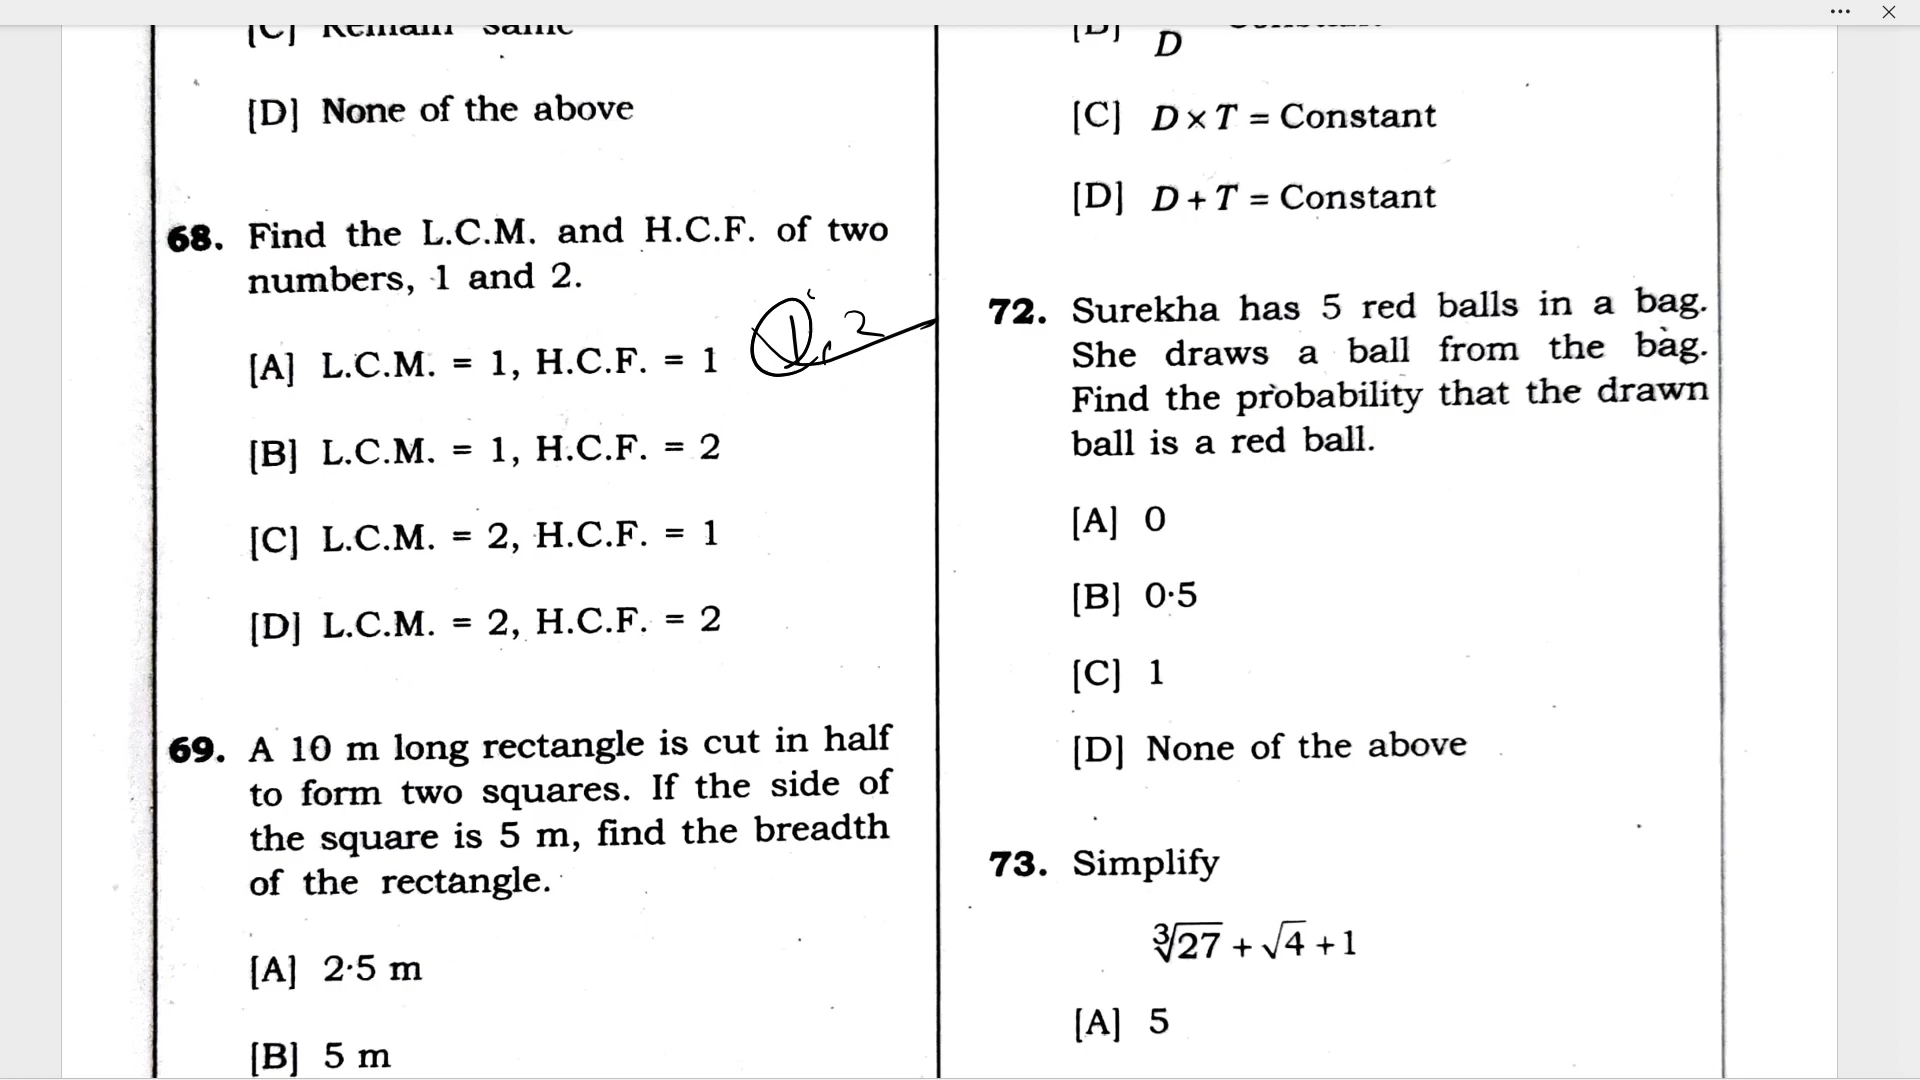 [C] Remain same
[D] None of the above
68. Find the L.C.M. and H.C.F. of two
numbers, 1 and 2.
[A] L.C.M. = 1, H.C.F. = 1
1, 2
[B] L.C.M. = 1, H.C.F. = 2
[C] L.C.M. = 2, H.C.F. = 1
[D] L.C.M. = 2, H.C.F. = 2
69. A 10 m long rectangle is cut in half
to form two squares. If the side of
the square is 5 m, find the breadth
of the rectangle.
[A] 2·5 m
[B] 5 m
[B] D
[C] D × T = Constant
[D] D + T = Constant
72. Surekha has 5 red balls in a bag.
She draws a ball from the bag.
Find the probability that the drawn
ball is a red ball.
[A] 0
[B] 0·5
[C] 1
[D] None of the above
73. Simplify
∛27 + √4 + 1
[A] 5